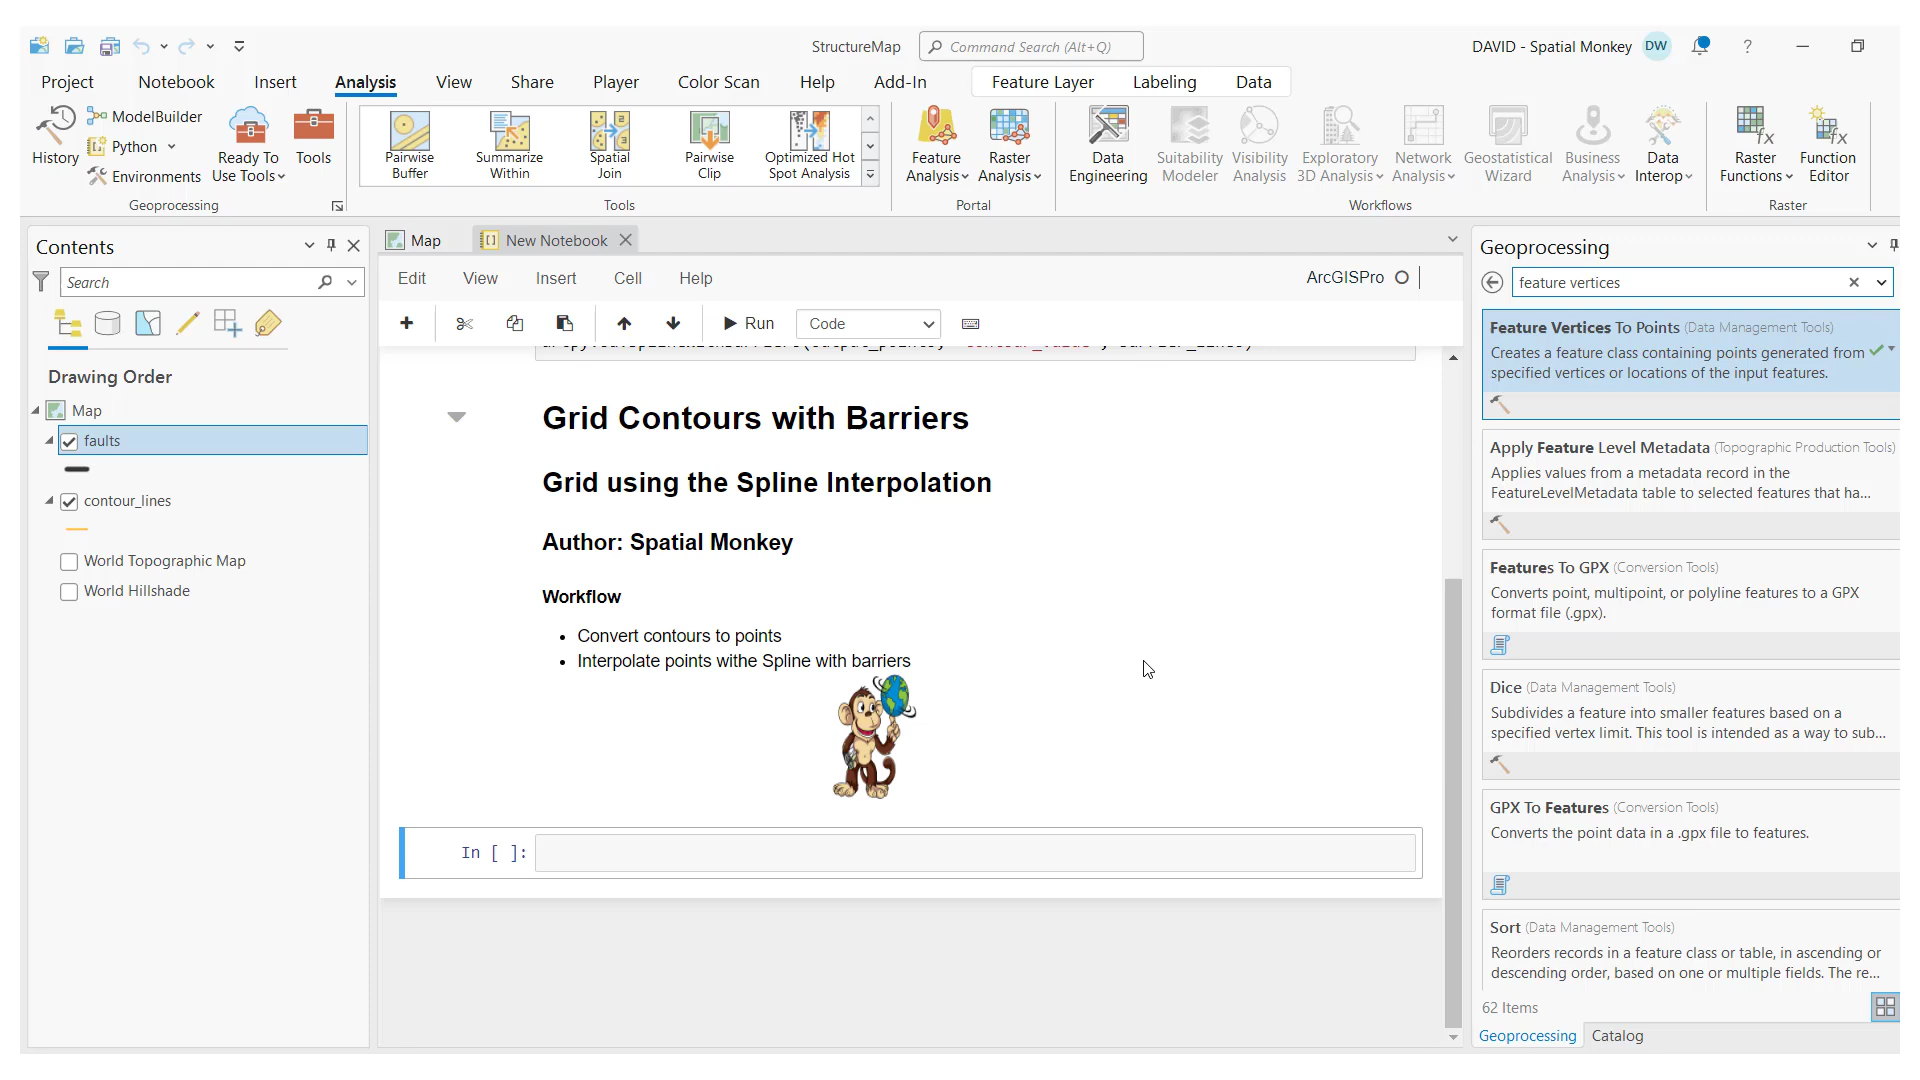 StructureMap
Command Search (Alt+Q)
DAVID - Spatial Monkey
DW
?
Project
Notebook
Insert
Analysis
View
Share
Player
Color Scan
Help
Add-In
Feature Layer
Labeling
Data
History
ModelBuilder
Python
Environments
Ready To
Use Tools
Tools
Geoprocessing
Pairwise
Buffer
Summarize
Within
Spatial
Join
Pairwise
Clip
Optimized Hot
Spot Analysis
Tools
Feature
Analysis
Raster
Analysis
Portal
Data
Engineering
Suitability
Modeler
Visibility
Analysis
Exploratory
3D Analysis
Network
Analysis
Geostatistical
Wizard
Business
Analysis
Data
Interop
Workflows
Raster
Functions
Function
Editor
Raster
Contents
Search
Drawing Order
Map
faults
contour_lines
World Topographic Map
World Hillshade
Map
New Notebook
Edit
View
Insert
Cell
Help
ArcGISPro
Run
Code
Grid Contours with Barriers
Grid using the Spline Interpolation
Author: Spatial Monkey
Workflow
• Convert contours to points
• Interpolate points withe Spline with barriers
In [ ]:
Geoprocessing
feature vertices
Feature Vertices To Points (Data Management Tools)
Creates a feature class containing points generated from
specified vertices or locations of the input features.
Apply Feature Level Metadata (Topographic Production Tools)
Applies values from a metadata record in the
FeatureLevelMetadata table to selected features that ha...
Features To GPX (Conversion Tools)
Converts point, multipoint, or polyline features to a GPX
format file (.gpx).
Dice (Data Management Tools)
Subdivides a feature into smaller features based on a
specified vertex limit. This tool is intended as a way to sub...
GPX To Features (Conversion Tools)
Converts the point data in a .gpx file to features.
Sort (Data Management Tools)
Reorders records in a feature class or table, in ascending or
descending order, based on one or multiple fields. The re...
62 Items
Geoprocessing
Catalog